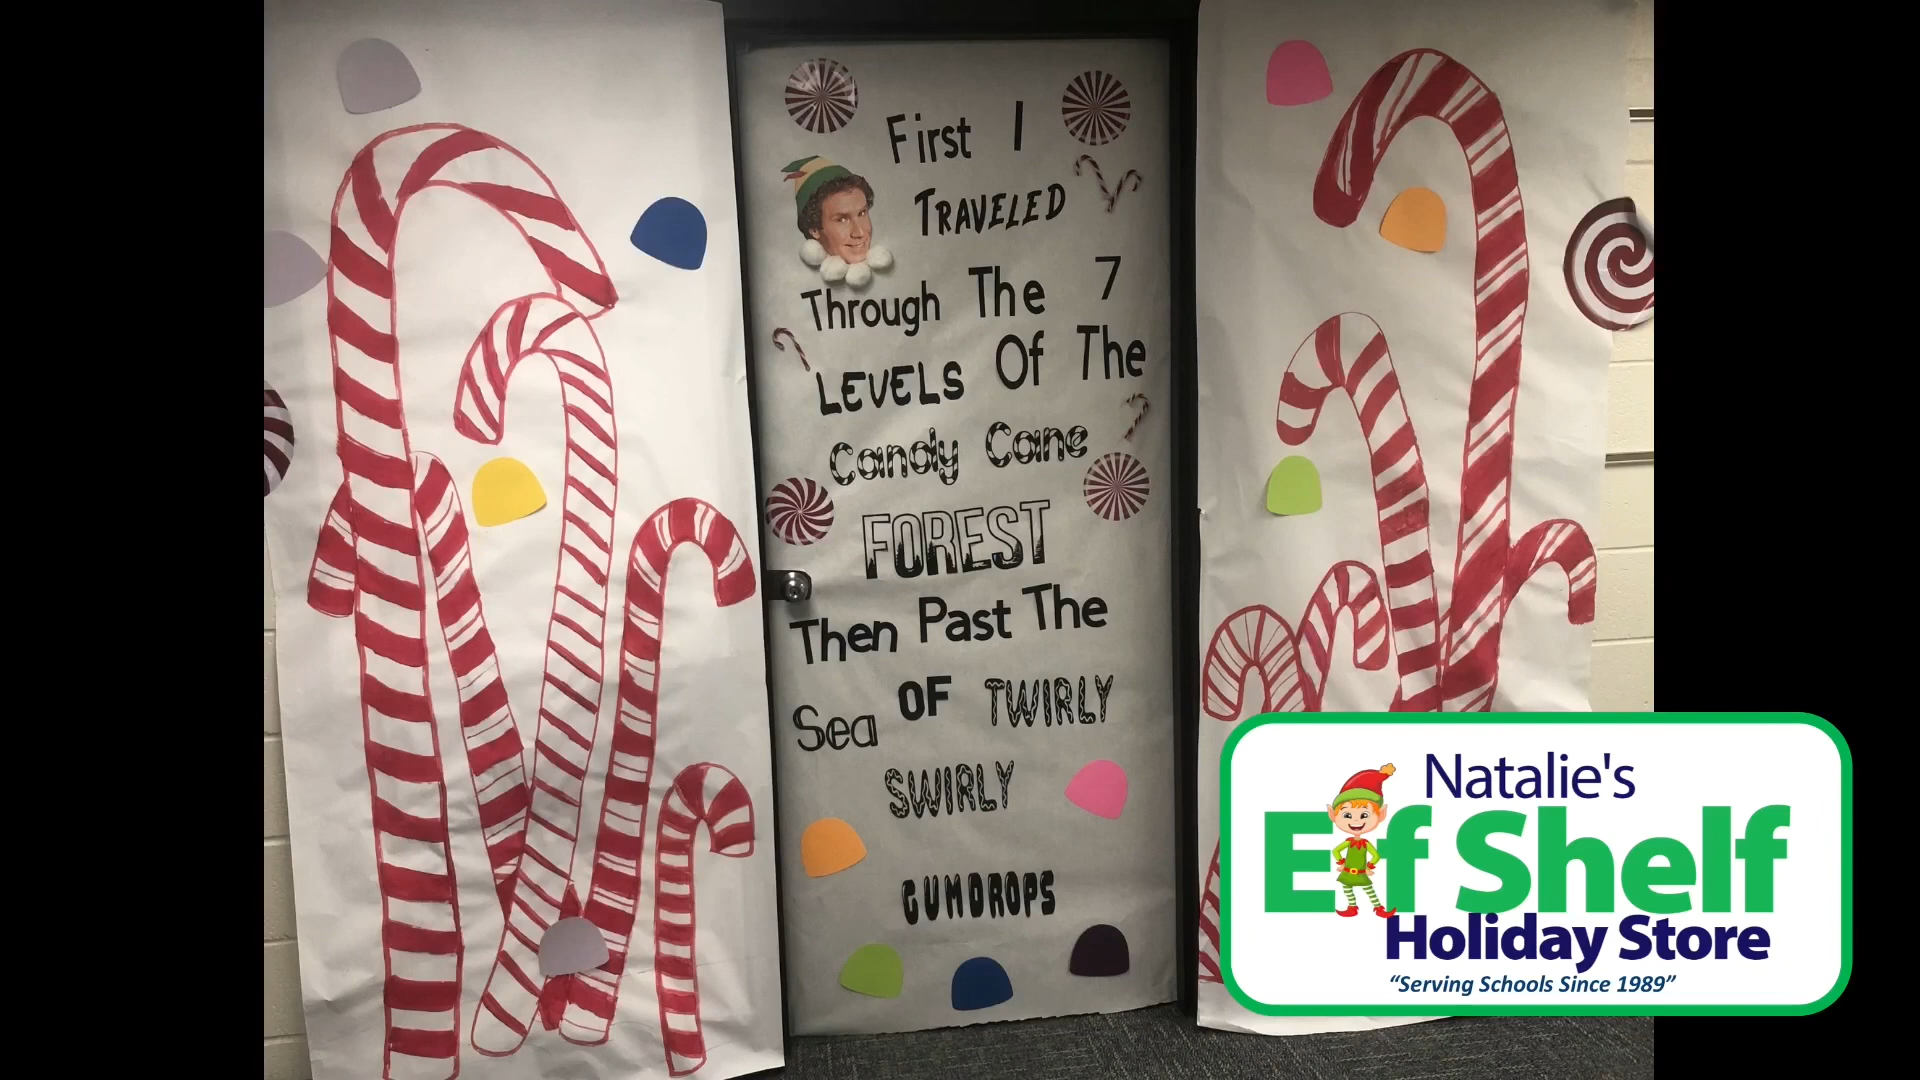 First I
TRAVELED
Through The 7
LEVELS Of The
Candy Cane
FOREST
Then Past The
Sea OF TWIRLY
SWIRLY
GUMDROPS
Natalie's
Elf Shelf
Holiday Store
“Serving Schools Since 1989”